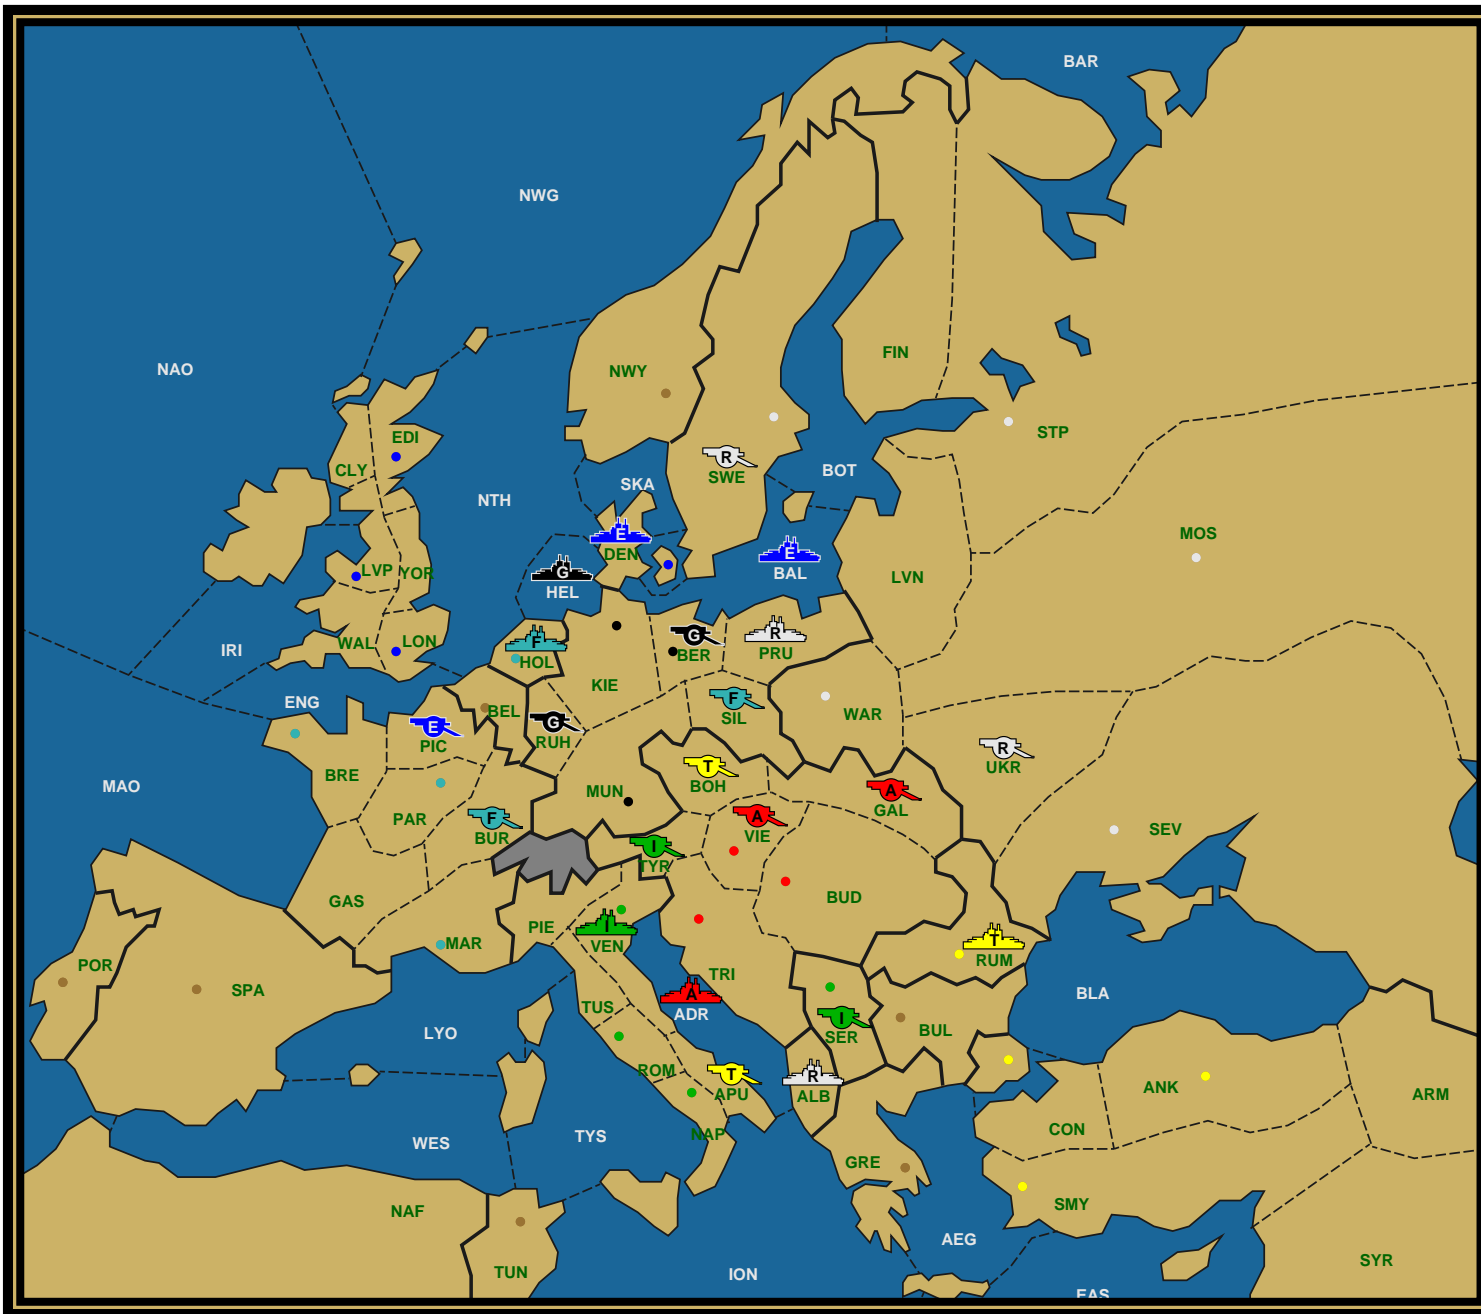 BAR
NWG
NAO
FIN
NWY
EDI
STP
CLY
SKA
R
SWE
BOT
NTH
E
DEN
MOS
G
HEL
E
BAL
LVP
YOR
LVN
WAL
LON
IRI
F
HOL
G
BER
R
PRU
KIE
ENG
BEL
E
PIC
G
RUH
F
SIL
WAR
R
UKR
BRE
T
BOH
MAO
MUN
A
GAL
PAR
F
BUR
A
VIE
SEV
I
TYR
GAS
BUD
PIE
I
VEN
MAR
T
RUM
POR
SPA
TRI
A
ADR
BLA
TUS
LYO
I
SER
BUL
ROM
T
APU
R
ALB
ANK
ARM
CON
WES
TYS
NAP
GRE
SMY
NAF
AEG
TUN
ION
SYR
EAS